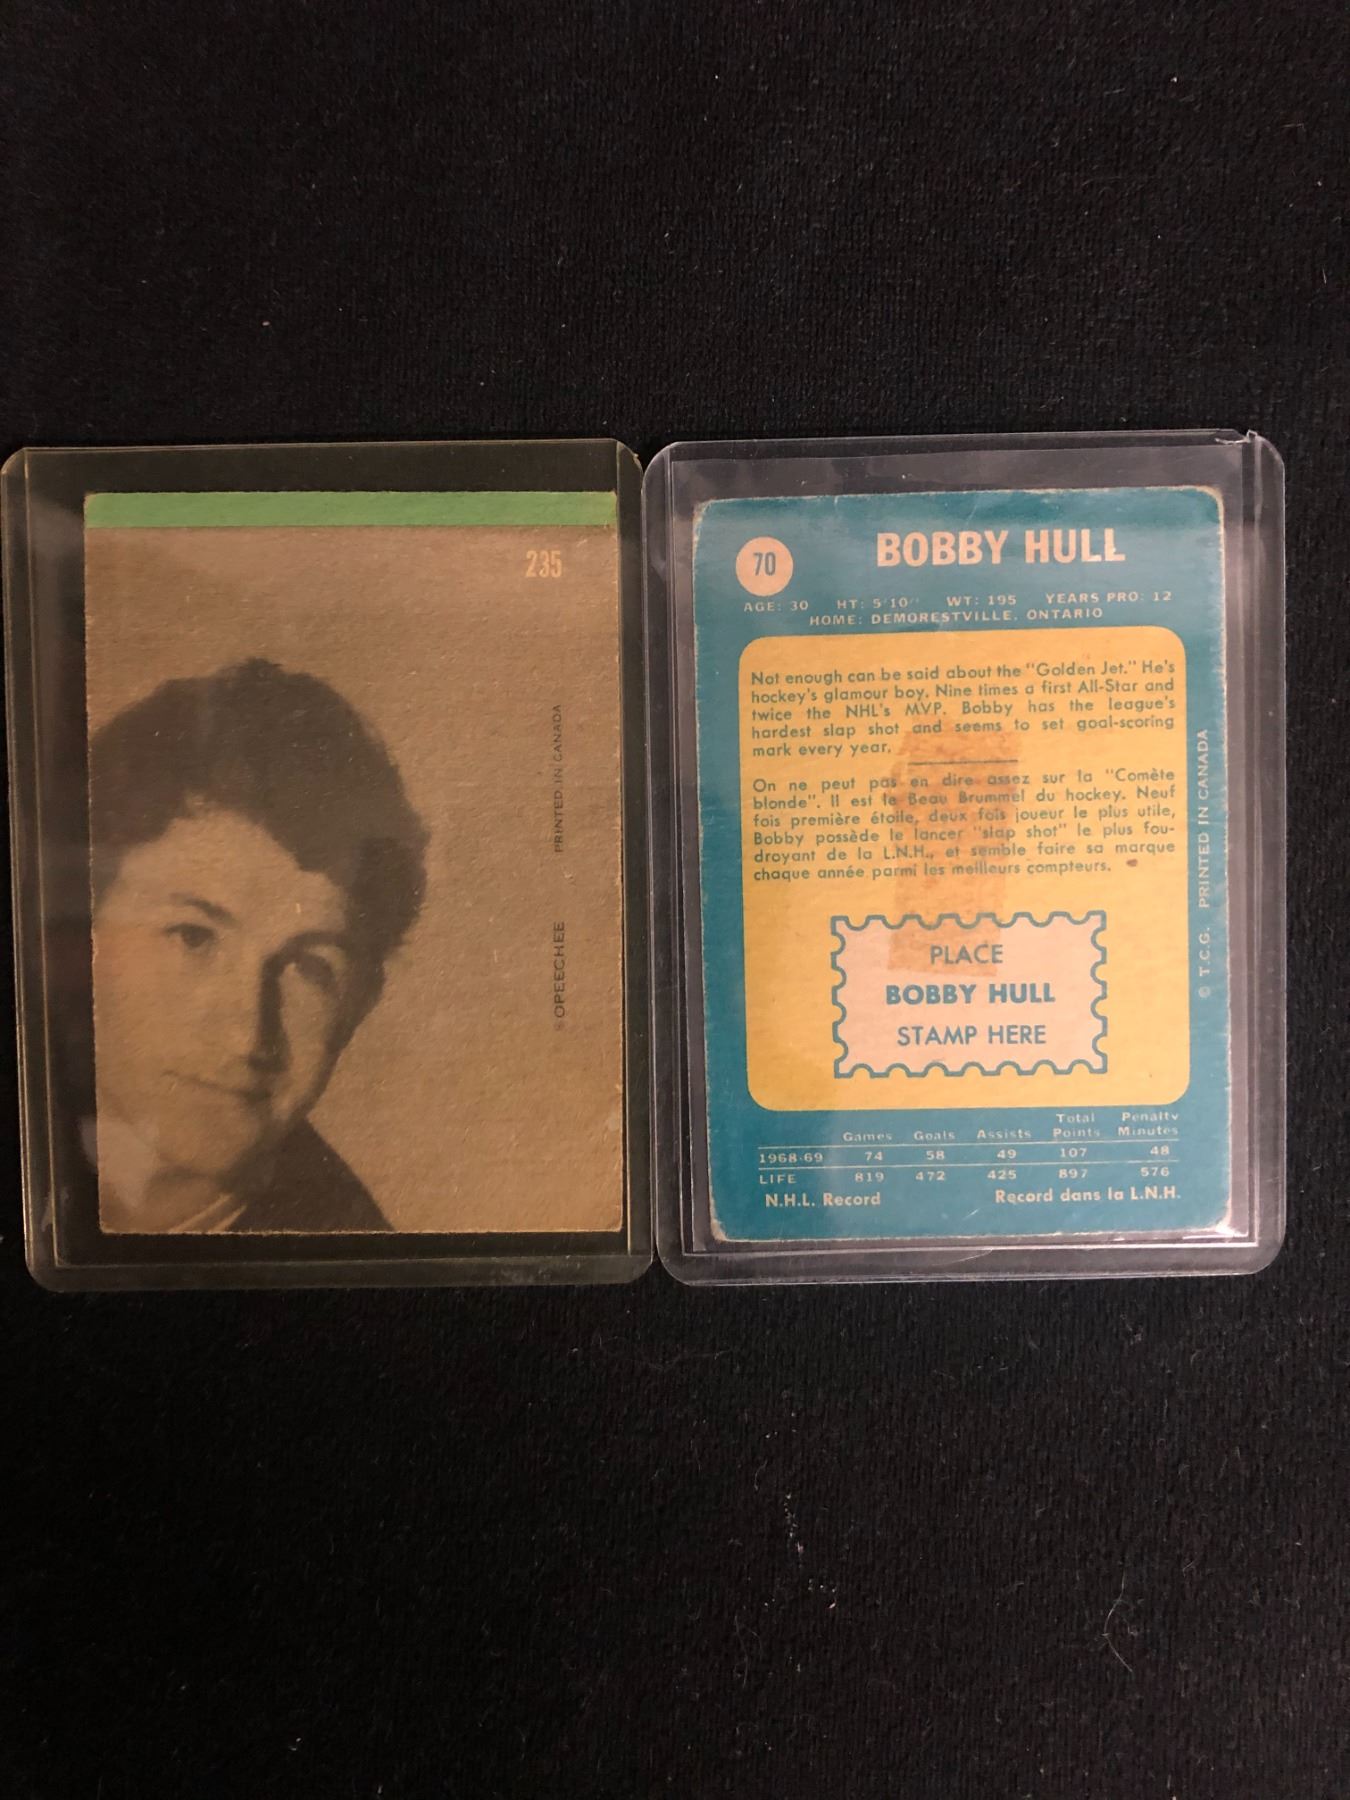 235
PRINTED IN CANADA
© OPEECHEE
70
BOBBY HULL
AGE: 30 HT: 5'10" WT: 195 YEARS PRO: 12
HOME: DEMORESTVILLE, ONTARIO
Not enough can be said about the "Golden Jet." He's
hockey's glamour boy. Nine times a first All-Star and
twice the NHL's MVP. Bobby has the league's
hardest slap shot and seems to set goal-scoring
mark every year.
On ne peut pas en dire assez sur la "Comète
blonde". Il est le Beau Brummel du hockey. Neuf
fois première étoile, deux fois joueur le plus utile,
Bobby possède le lancer "slap shot" le plus fou-
droyant de la L.N.H., et semble faire sa marque
chaque année parmi les meilleurs compteurs.
PLACE
BOBBY HULL
STAMP HERE
© T.C.G. PRINTED IN CANADA
Total Penalty
Games Goals Assists Points Minutes
1968-69 74 58 49 107 48
LIFE 819 472 425 897 576
N.H.L. Record Record dans la L.N.H.